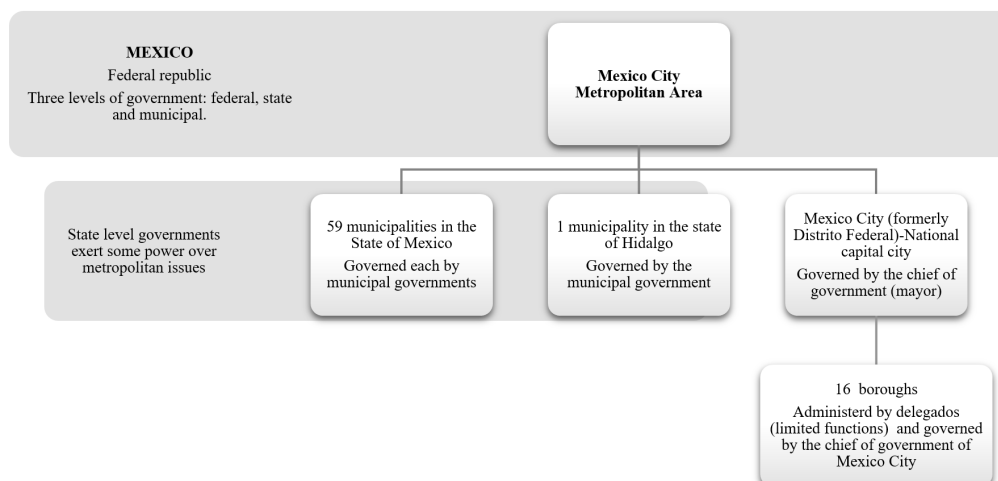 MEXICO
Federal republic
Three levels of government: federal, state
and municipal.
Mexico City
Metropolitan Area
State level governments
exert some power over
metropolitan issues
59 municipalities in the
State of Mexico
Governed each by
municipal governments
1 municipality in the state
of Hidalgo
Governed by the
municipal government
Mexico City (formerly
Distrito Federal)-National
capital city
Governed by the chief of
government (mayor)
16 boroughs
Administerd by delegados
(limited functions) and governed
by the chief of government of
Mexico City